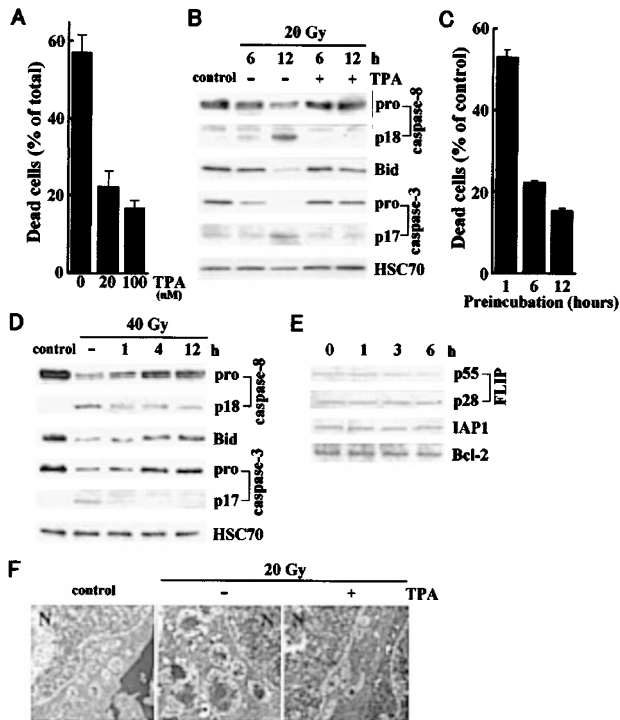 A
Dead cells (% of total)
60
40
20
0
0 20 100 TPA
(nM)
B
20 Gy
6 12 6 12 h
control - - + + TPA
pro
p18
caspase-8
Bid
pro
p17
caspase-3
HSC70
C
Dead cells (% of control)
60
40
20
0
1 6 12
Preincubation (hours)
D
40 Gy
control - 1 4 12 h
pro
p18
caspase-8
Bid
pro
p17
caspase-3
HSC70
E
0 1 3 6 h
p55
p28
FLIP
IAP1
Bcl-2
F
20 Gy
control - + TPA
N N N